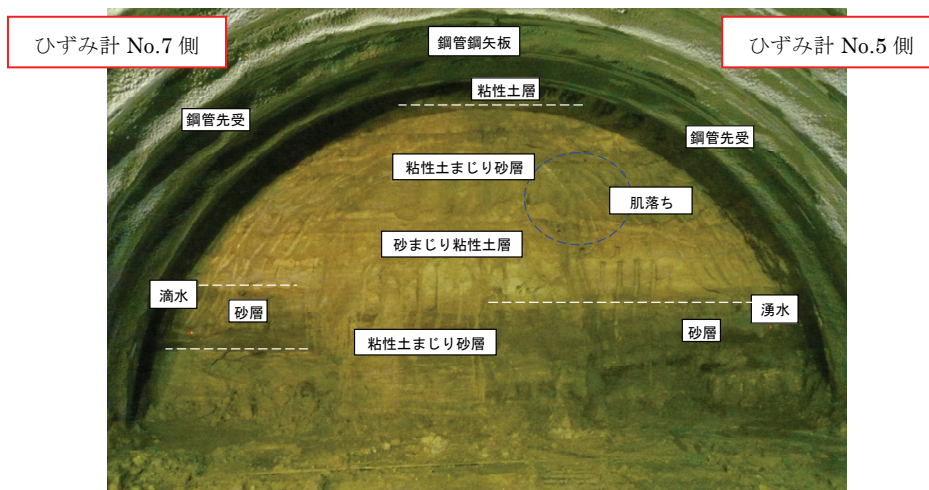 ひずみ計 No.7 側
鋼管鋼矢板
ひずみ計 No.5 側
粘性土層
鋼管先受
鋼管先受
粘性土まじり砂層
肌落ち
砂まじり粘性土層
滴水
砂層
湧水
砂層
粘性土まじり砂層